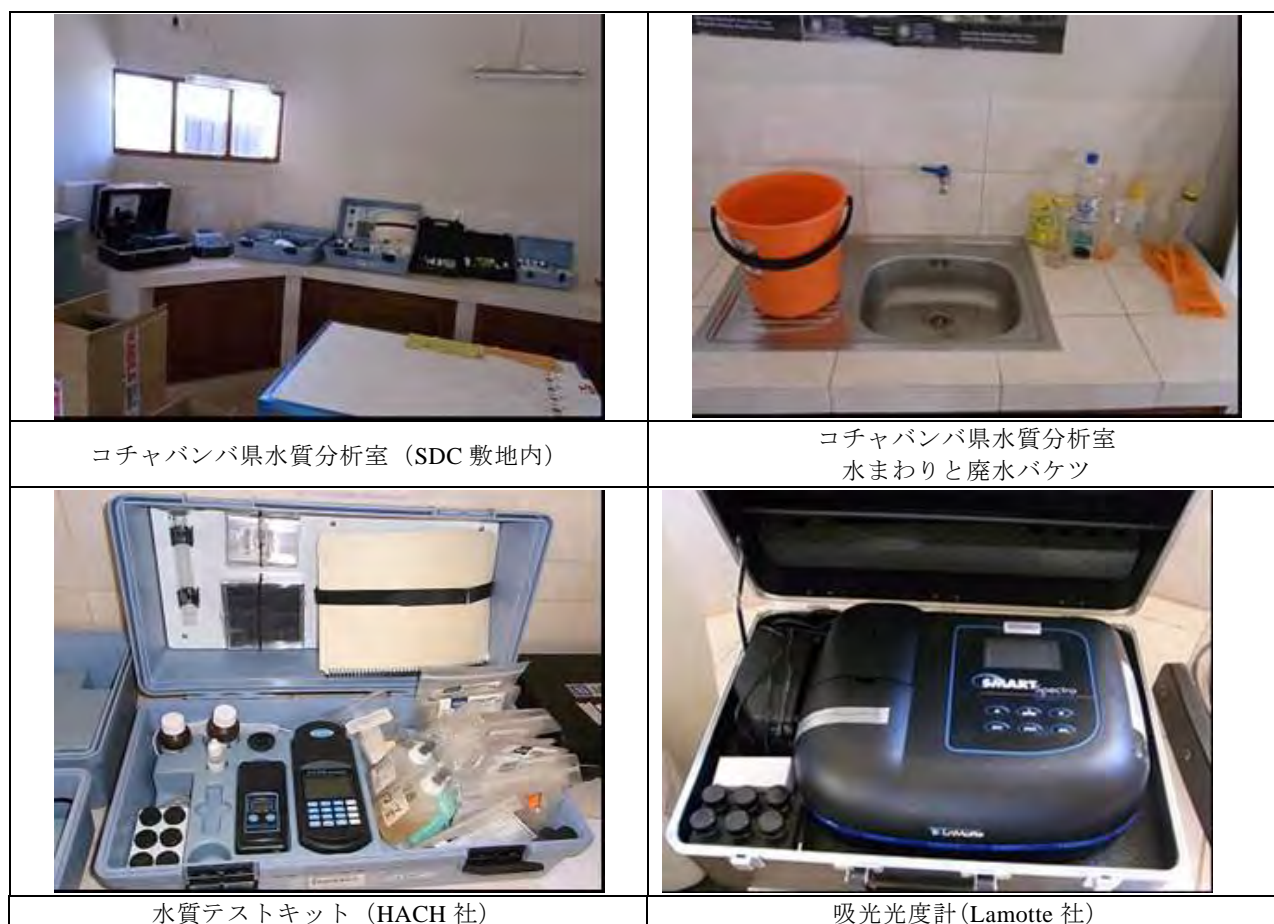 コチャバンバ県水質分析室(SDC 敷地内)
コチャバンバ県水質分析室
水まわりと廃水バケツ
SMART Spectro
LaMotte
水質テストキット(HACH 社)
吸光光度計(Lamotte 社)